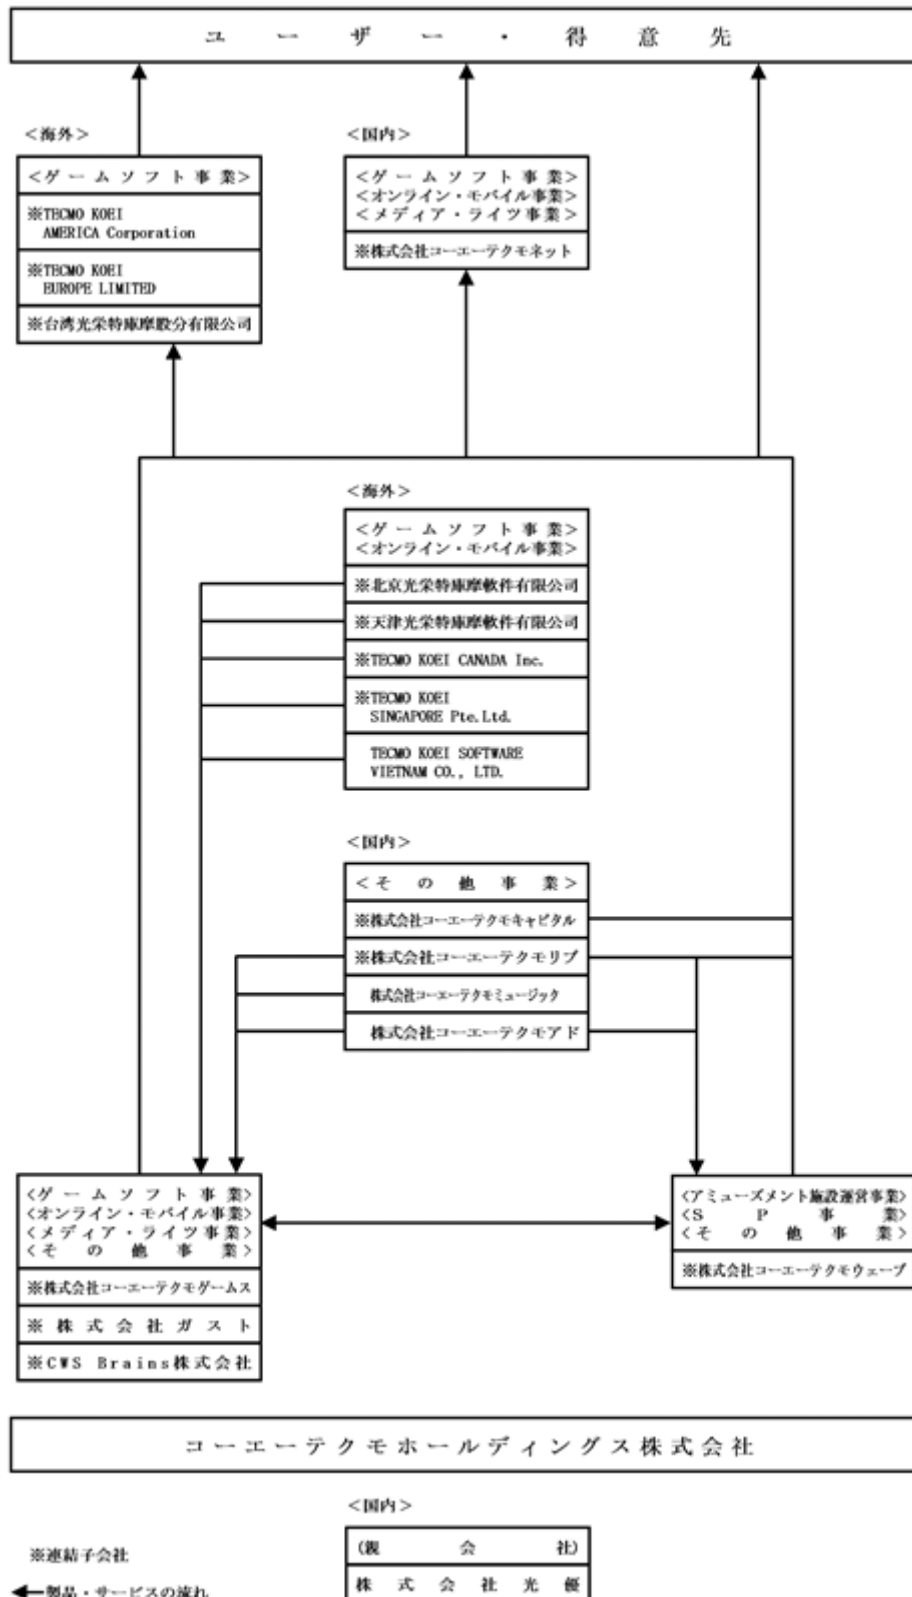 ユーザー・得意先
＜海外＞
＜ゲームソフト事業＞
※TECMO KOEI
AMERICA Corporation
※TECMO KOEI
EUROPE LIMITED
※台湾光栄特庫摩股分有限公司
＜国内＞
＜ゲームソフト事業＞
＜オンライン・モバイル事業＞
＜メディア・ライツ事業＞
※株式会社コーエーテクモネット
＜海外＞
＜ゲームソフト事業＞
＜オンライン・モバイル事業＞
※北京光栄特庫摩軟件有限公司
※天津光栄特庫摩軟件有限公司
※TECMO KOEI CANADA Inc.
※TECMO KOEI
SINGAPORE Pte.Ltd.
TECMO KOEI SOFTWARE
VIETNAM CO., LTD.
＜国内＞
＜その他事業＞
※株式会社コーエーテクモキャピタル
※株式会社コーエーテクモリブ
株式会社コーエーテクモミュージック
株式会社コーエーテクモアド
＜ゲームソフト事業＞
＜オンライン・モバイル事業＞
＜メディア・ライツ事業＞
＜その他事業＞
※株式会社コーエーテクモゲームス
※株式会社ガスト
※CWS Brains株式会社
＜アミューズメント施設運営事業＞
＜SP事業＞
＜その他事業＞
※株式会社コーエーテクモウェーブ
コーエーテクモホールディングス株式会社
＜国内＞
(親会社)
株式会社光優
※連結子会社
製品・サービスの流れ